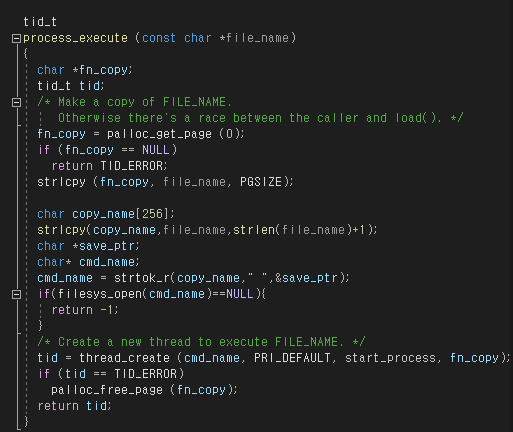 tid_t
process_execute (const char *file_name)
{
char *fn_copy;
tid_t tid;
/* Make a copy of FILE_NAME.
Otherwise there's a race between the caller and load(). */
fn_copy = palloc_get_page (0);
if (fn_copy == NULL)
return TID_ERROR;
strlcpy (fn_copy, file_name, PGSIZE);
char copy_name[256];
strlcpy(copy_name,file_name,strlen(file_name)+1);
char *save_ptr;
char* cmd_name;
cmd_name = strtok_r(copy_name," ",&save_ptr);
if(filesys_open(cmd_name)==NULL){
return -1;
}
/* Create a new thread to execute FILE_NAME. */
tid = thread_create (cmd_name, PRI_DEFAULT, start_process, fn_copy);
if (tid == TID_ERROR)
palloc_free_page (fn_copy);
return tid;
}